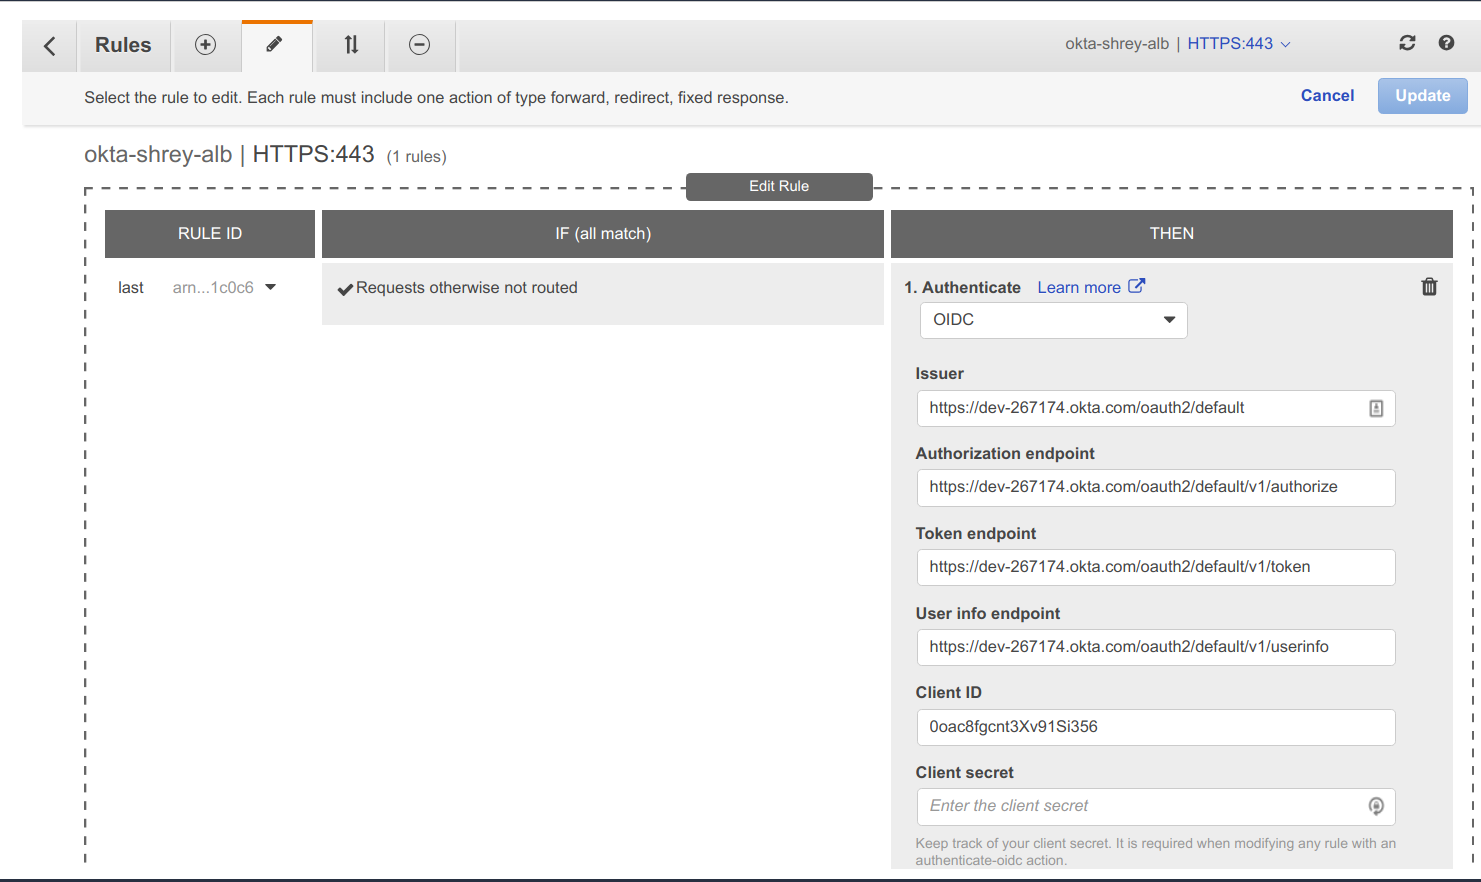 Rules
okta-shrey-alb | HTTPS:443
Select the rule to edit. Each rule must include one action of type forward, redirect, fixed response.
Cancel
Update
okta-shrey-alb | HTTPS:443 (1 rules)
Edit Rule
RULE ID
IF (all match)
THEN
last arn...1c0c6
Requests otherwise not routed
1. Authenticate Learn more
OIDC
Issuer
https://dev-267174.okta.com/oauth2/default
Authorization endpoint
https://dev-267174.okta.com/oauth2/default/v1/authorize
Token endpoint
https://dev-267174.okta.com/oauth2/default/v1/token
User info endpoint
https://dev-267174.okta.com/oauth2/default/v1/userinfo
Client ID
0oac8fgcnt3Xv91Si356
Client secret
Enter the client secret
Keep track of your client secret. It is required when modifying any rule with an
authenticate-oidc action.